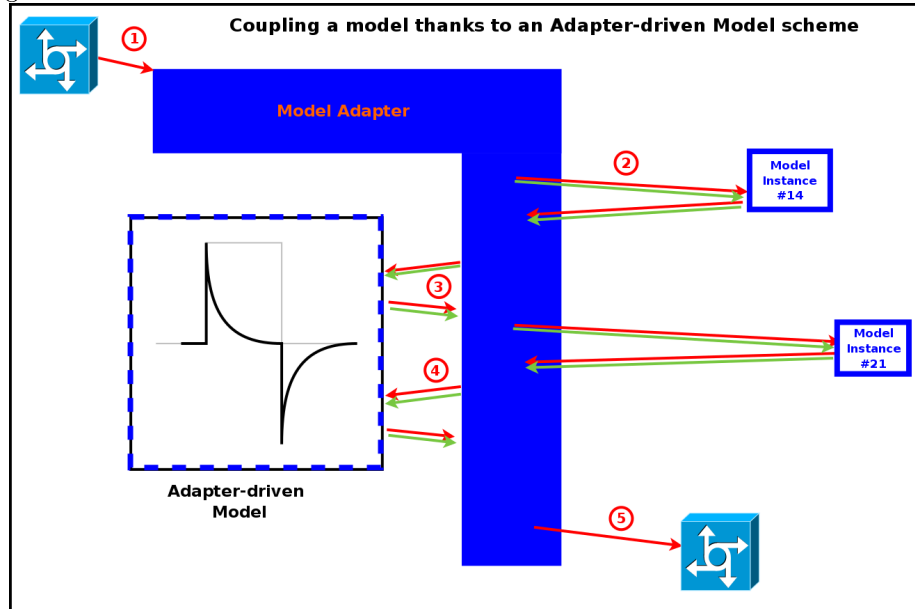 Coupling a model thanks to an Adapter-driven Model scheme
1
Model Adapter
2
Model
Instance
#14
3
Model
Instance
#21
4
Adapter-driven
Model
5